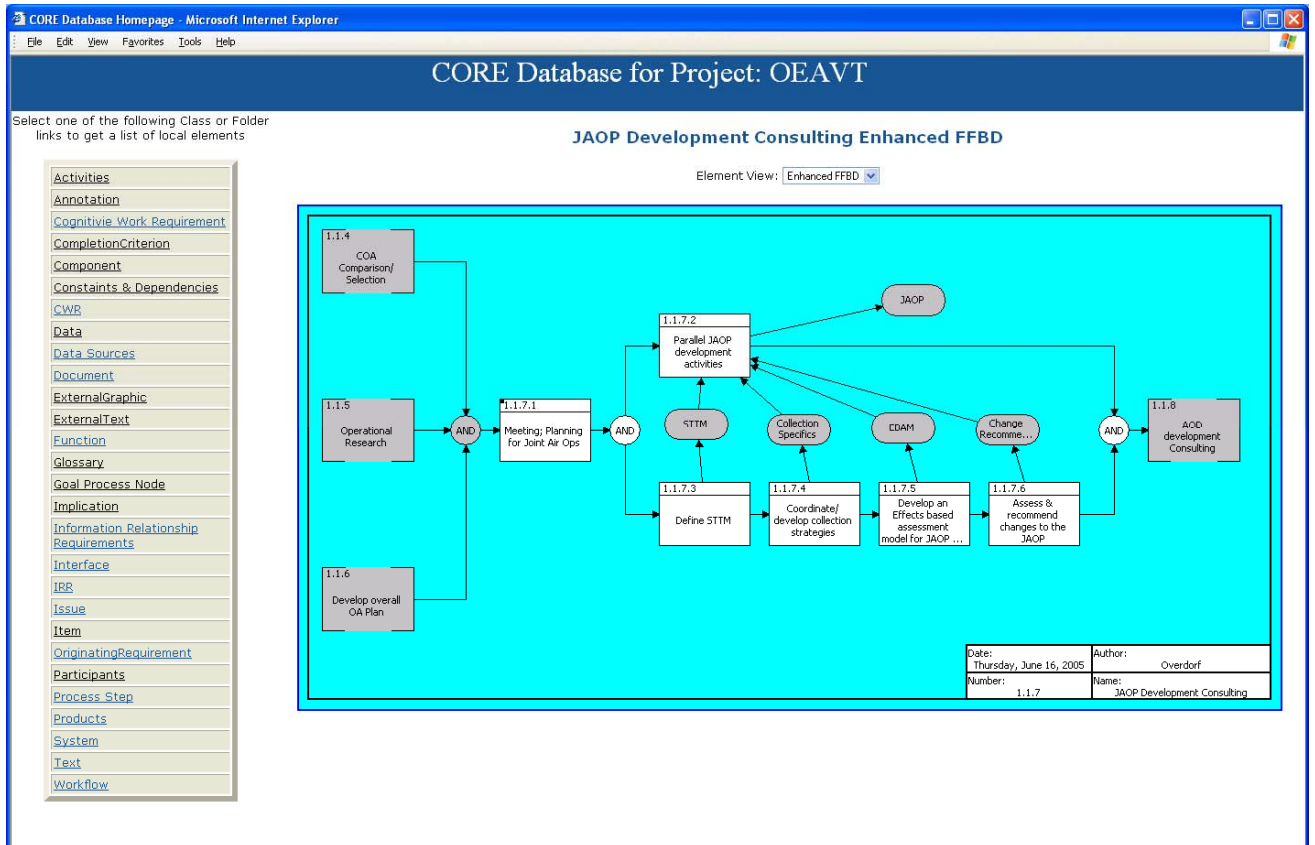 CORE Database Homepage - Microsoft Internet Explorer
File Edit View Favorites Tools Help
CORE Database for Project: OEAVT
Select one of the following Class or Folder
links to get a list of local elements
Activities
Annotation
Cognitivie Work Requirement
CompletionCriterion
Component
Constaints & Dependencies
CWR
Data
Data Sources
Document
ExternalGraphic
ExternalText
Function
Glossary
Goal Process Node
Implication
Information Relationship
Requirements
Interface
IRR
Issue
Item
OriginatingRequirement
Participants
Process Step
Products
System
Text
Workflow
JAOP Development Consulting Enhanced FFBD
Element View: Enhanced FFBD
1.1.4
COA
Comparison/
Selection
1.1.5
Operational
Research
1.1.6
Develop overall
OA Plan
AND
1.1.7.1
Meeting; Planning
for Joint Air Ops
AND
1.1.7.2
Parallel JAOP
development
activities
JAOP
STTM
Collection
Specifics
EBAM
Change
Recomme...
1.1.7.3
Define STTM
1.1.7.4
Coordinate/
develop collection
strategies
1.1.7.5
Develop an
Effects based
assessment
model for JAOP ...
1.1.7.6
Assess &
recommend
changes to the
JAOP
AND
1.1.8
AOD
development
Consulting
Date:
Thursday, June 16, 2005
Author:
Overdorf
Number:
1.1.7
Name:
JAOP Development Consulting